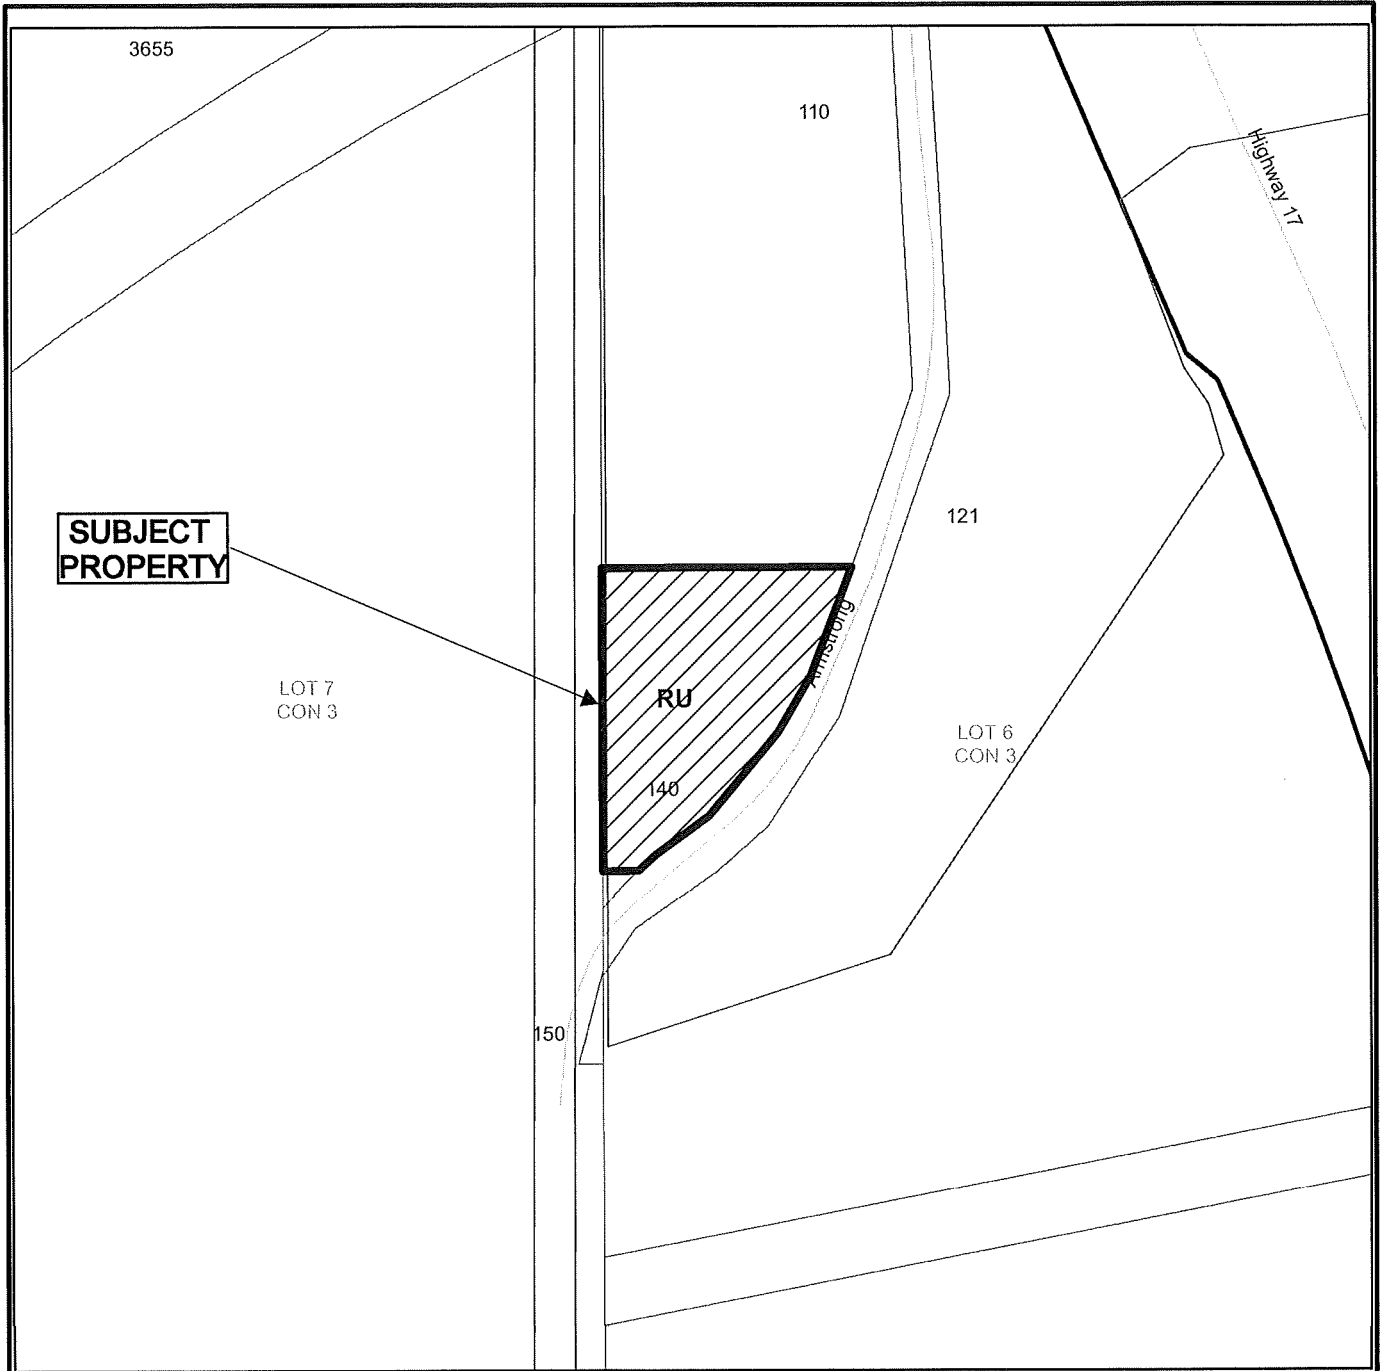 3655
110
Highway 17
SUBJECT
PROPERTY
121
Armstrong
LOT 7
CON 3
RU
LOT 6
CON 3
140
150